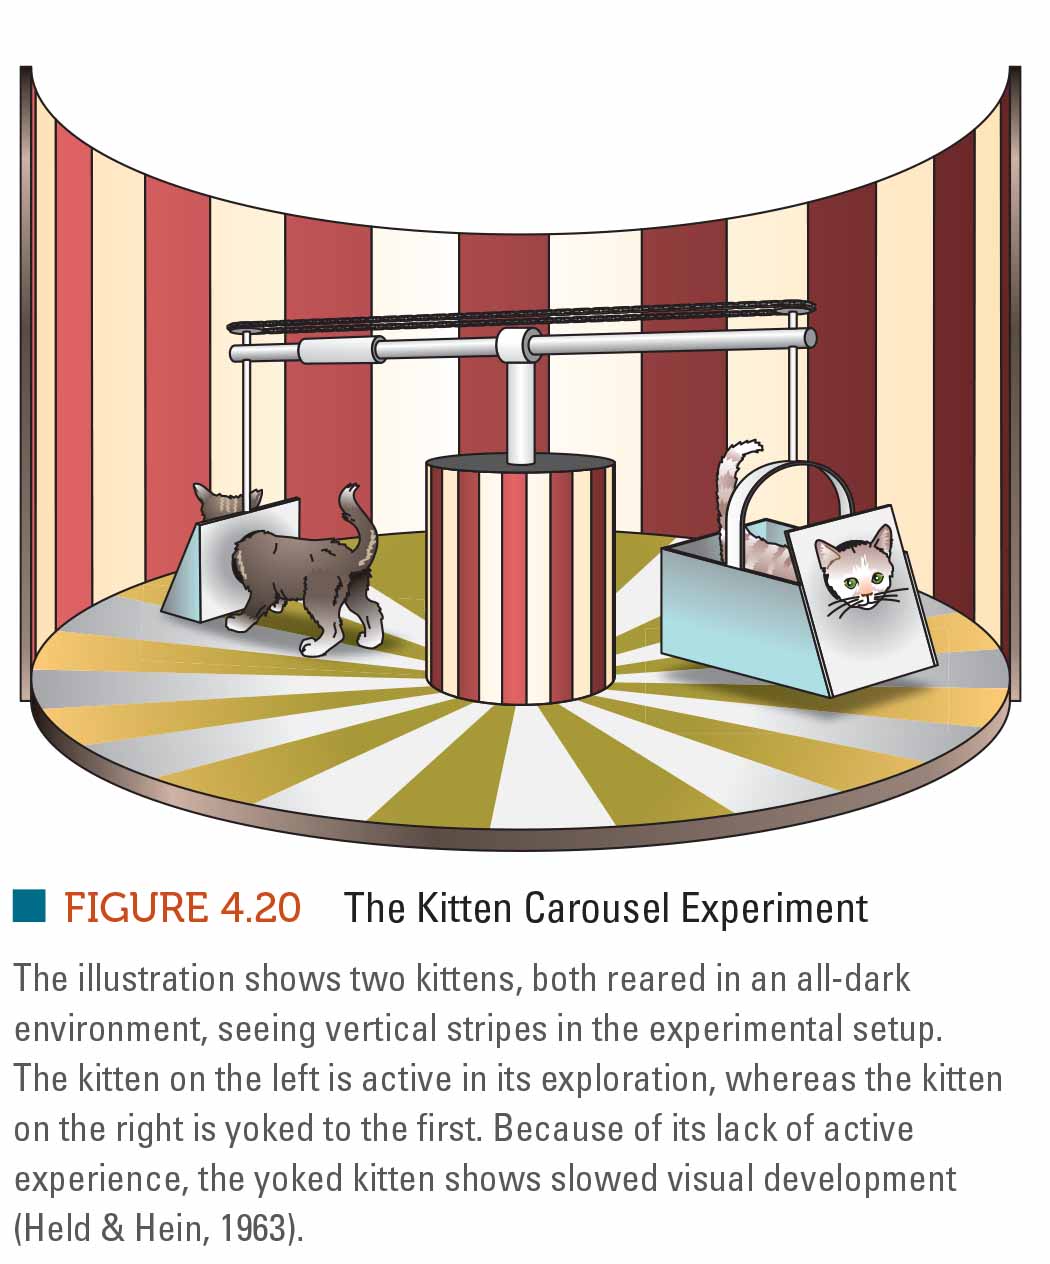 FIGURE 4.20 The Kitten Carousel Experiment
The illustration shows two kittens, both reared in an all-dark
environment, seeing vertical stripes in the experimental setup.
The kitten on the left is active in its exploration, whereas the kitten
on the right is yoked to the first. Because of its lack of active
experience, the yoked kitten shows slowed visual development
(Held & Hein, 1963).